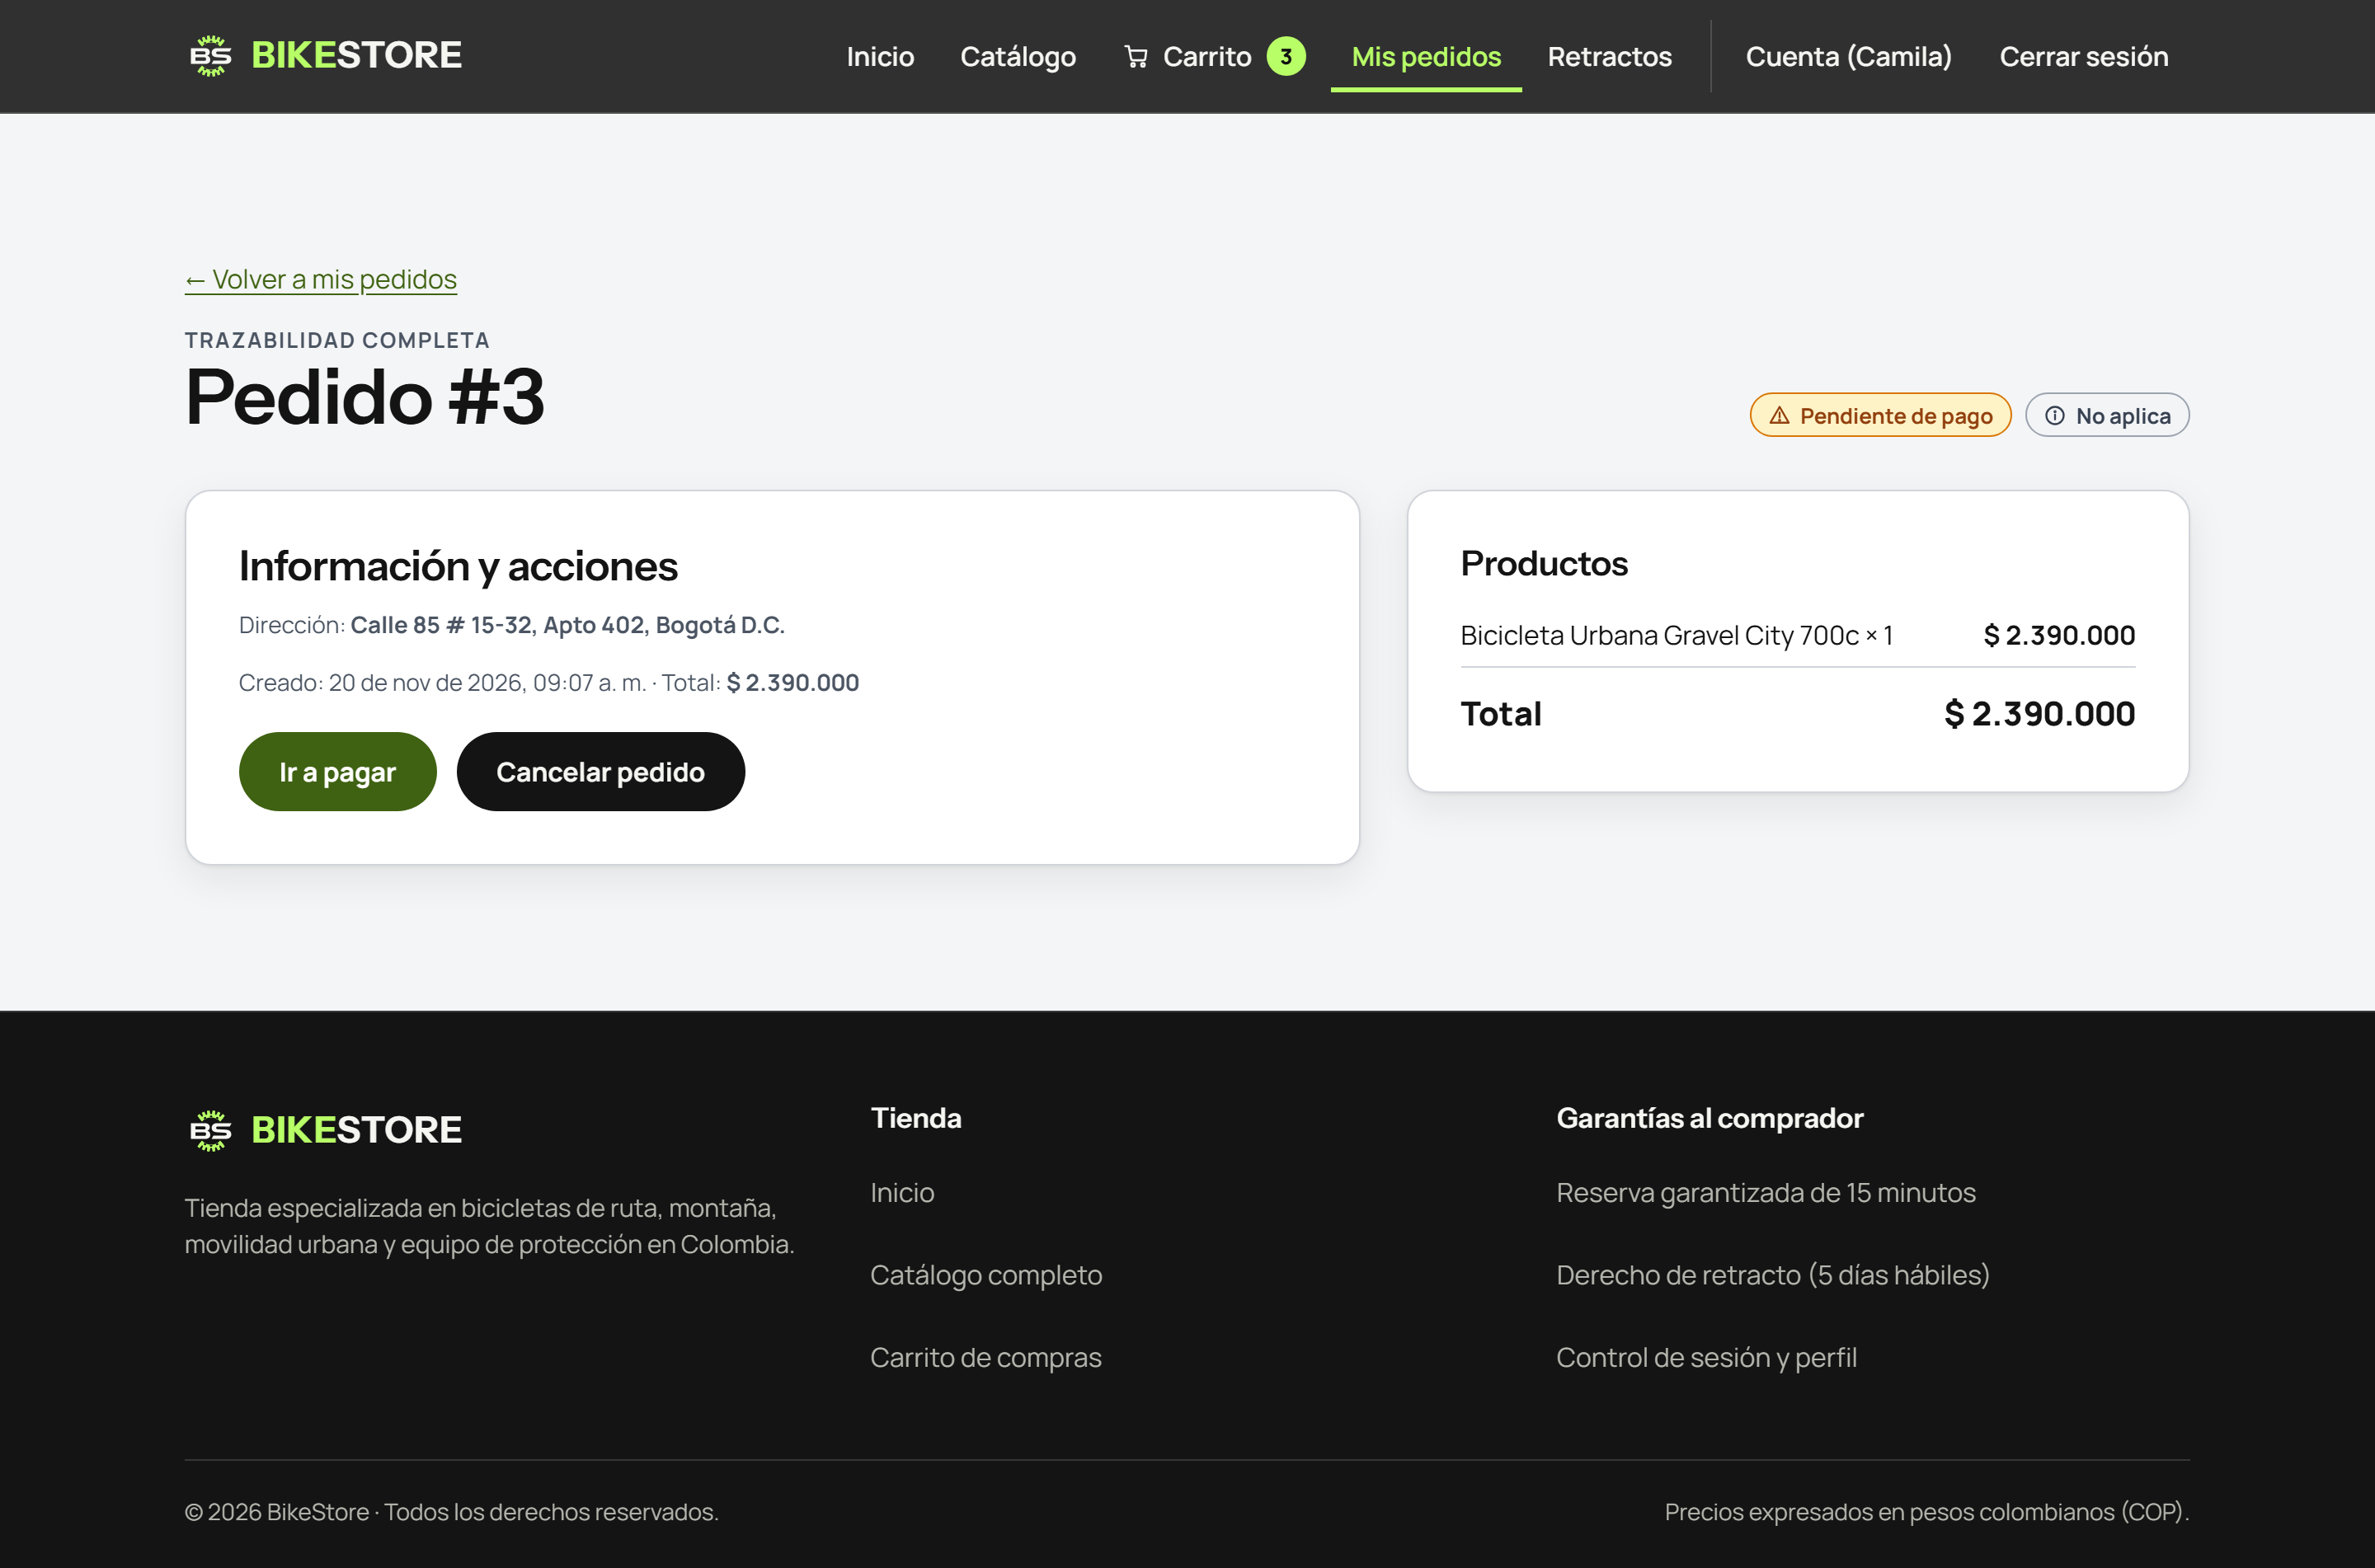 BS BIKESTORE
Inicio
Catálogo
Carrito 3
Mis pedidos
Retractos
Cuenta (Camila)
Cerrar sesión
← Volver a mis pedidos
TRAZABILIDAD COMPLETA
Pedido #3
Pendiente de pago
No aplica
Información y acciones
Dirección: Calle 85 # 15-32, Apto 402, Bogotá D.C.
Creado: 20 de nov de 2026, 09:07 a. m. · Total: $ 2.390.000
Ir a pagar
Cancelar pedido
Productos
Bicicleta Urbana Gravel City 700c × 1 $ 2.390.000
Total $ 2.390.000
BS BIKESTORE
Tienda especializada en bicicletas de ruta, montaña,
movilidad urbana y equipo de protección en Colombia.
Tienda
Inicio
Catálogo completo
Carrito de compras
Garantías al comprador
Reserva garantizada de 15 minutos
Derecho de retracto (5 días hábiles)
Control de sesión y perfil
© 2026 BikeStore · Todos los derechos reservados.
Precios expresados en pesos colombianos (COP).